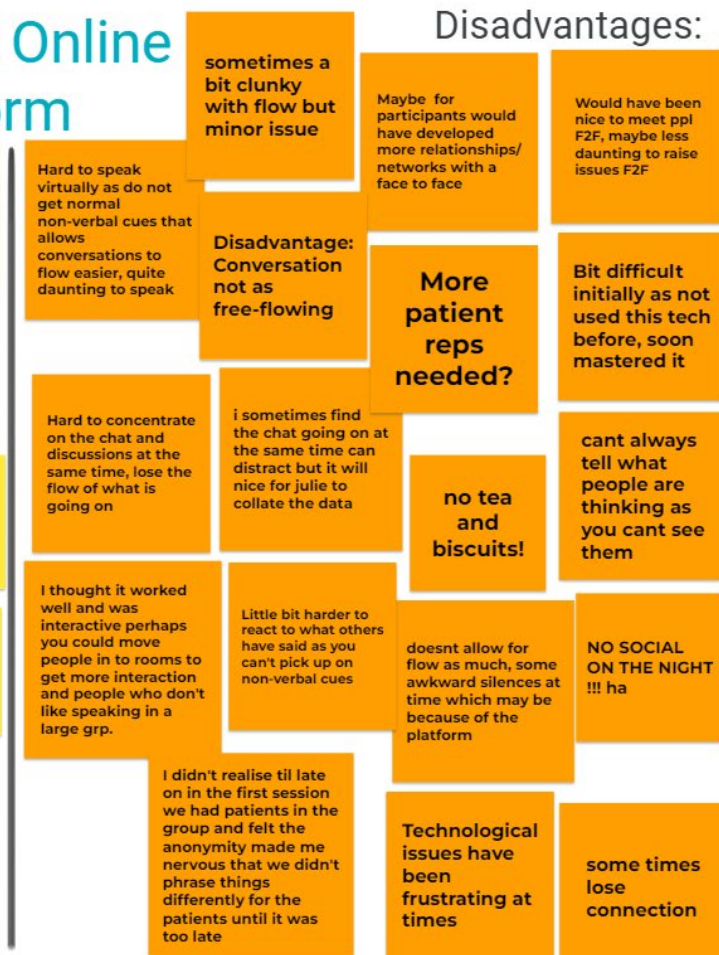 Online
rm
Disadvantages:
sometimes a
bit clunky
with flow but
minor issue
Maybe for
participants would
have developed
more relationships/
networks with a
face to face
Would have been
nice to meet ppl
F2F, maybe less
daunting to raise
issues F2F
Hard to speak
virtually as do not
get normal
non-verbal cues that
allows
conversations to
flow easier, quite
daunting to speak
Disadvantage:
Conversation
not as
free-flowing
More
patient
reps
needed?
Bit difficult
initially as not
used this tech
before, soon
mastered it
Hard to concentrate
on the chat and
discussions at the
same time, lose the
flow of what is
going on
i sometimes find
the chat going on at
the same time can
distract but it will
nice for julie to
collate the data
no tea
and
biscuits!
cant always
tell what
people are
thinking as
you cant see
them
I thought it worked
well and was
interactive perhaps
you could move
people in to rooms to
get more interaction
and people who don't
like speaking in a
large grp.
Little bit harder to
react to what others
have said as you
can't pick up on
non-verbal cues
doesnt allow for
flow as much, some
awkward silences at
time which may be
because of the
platform
NO SOCIAL
ON THE NIGHT
!!! ha
I didn't realise til late
on in the first session
we had patients in the
group and felt the
anonymity made me
nervous that we didn't
phrase things
differently for the
patients until it was
too late
Technological
issues have
been
frustrating at
times
some times
lose
connection